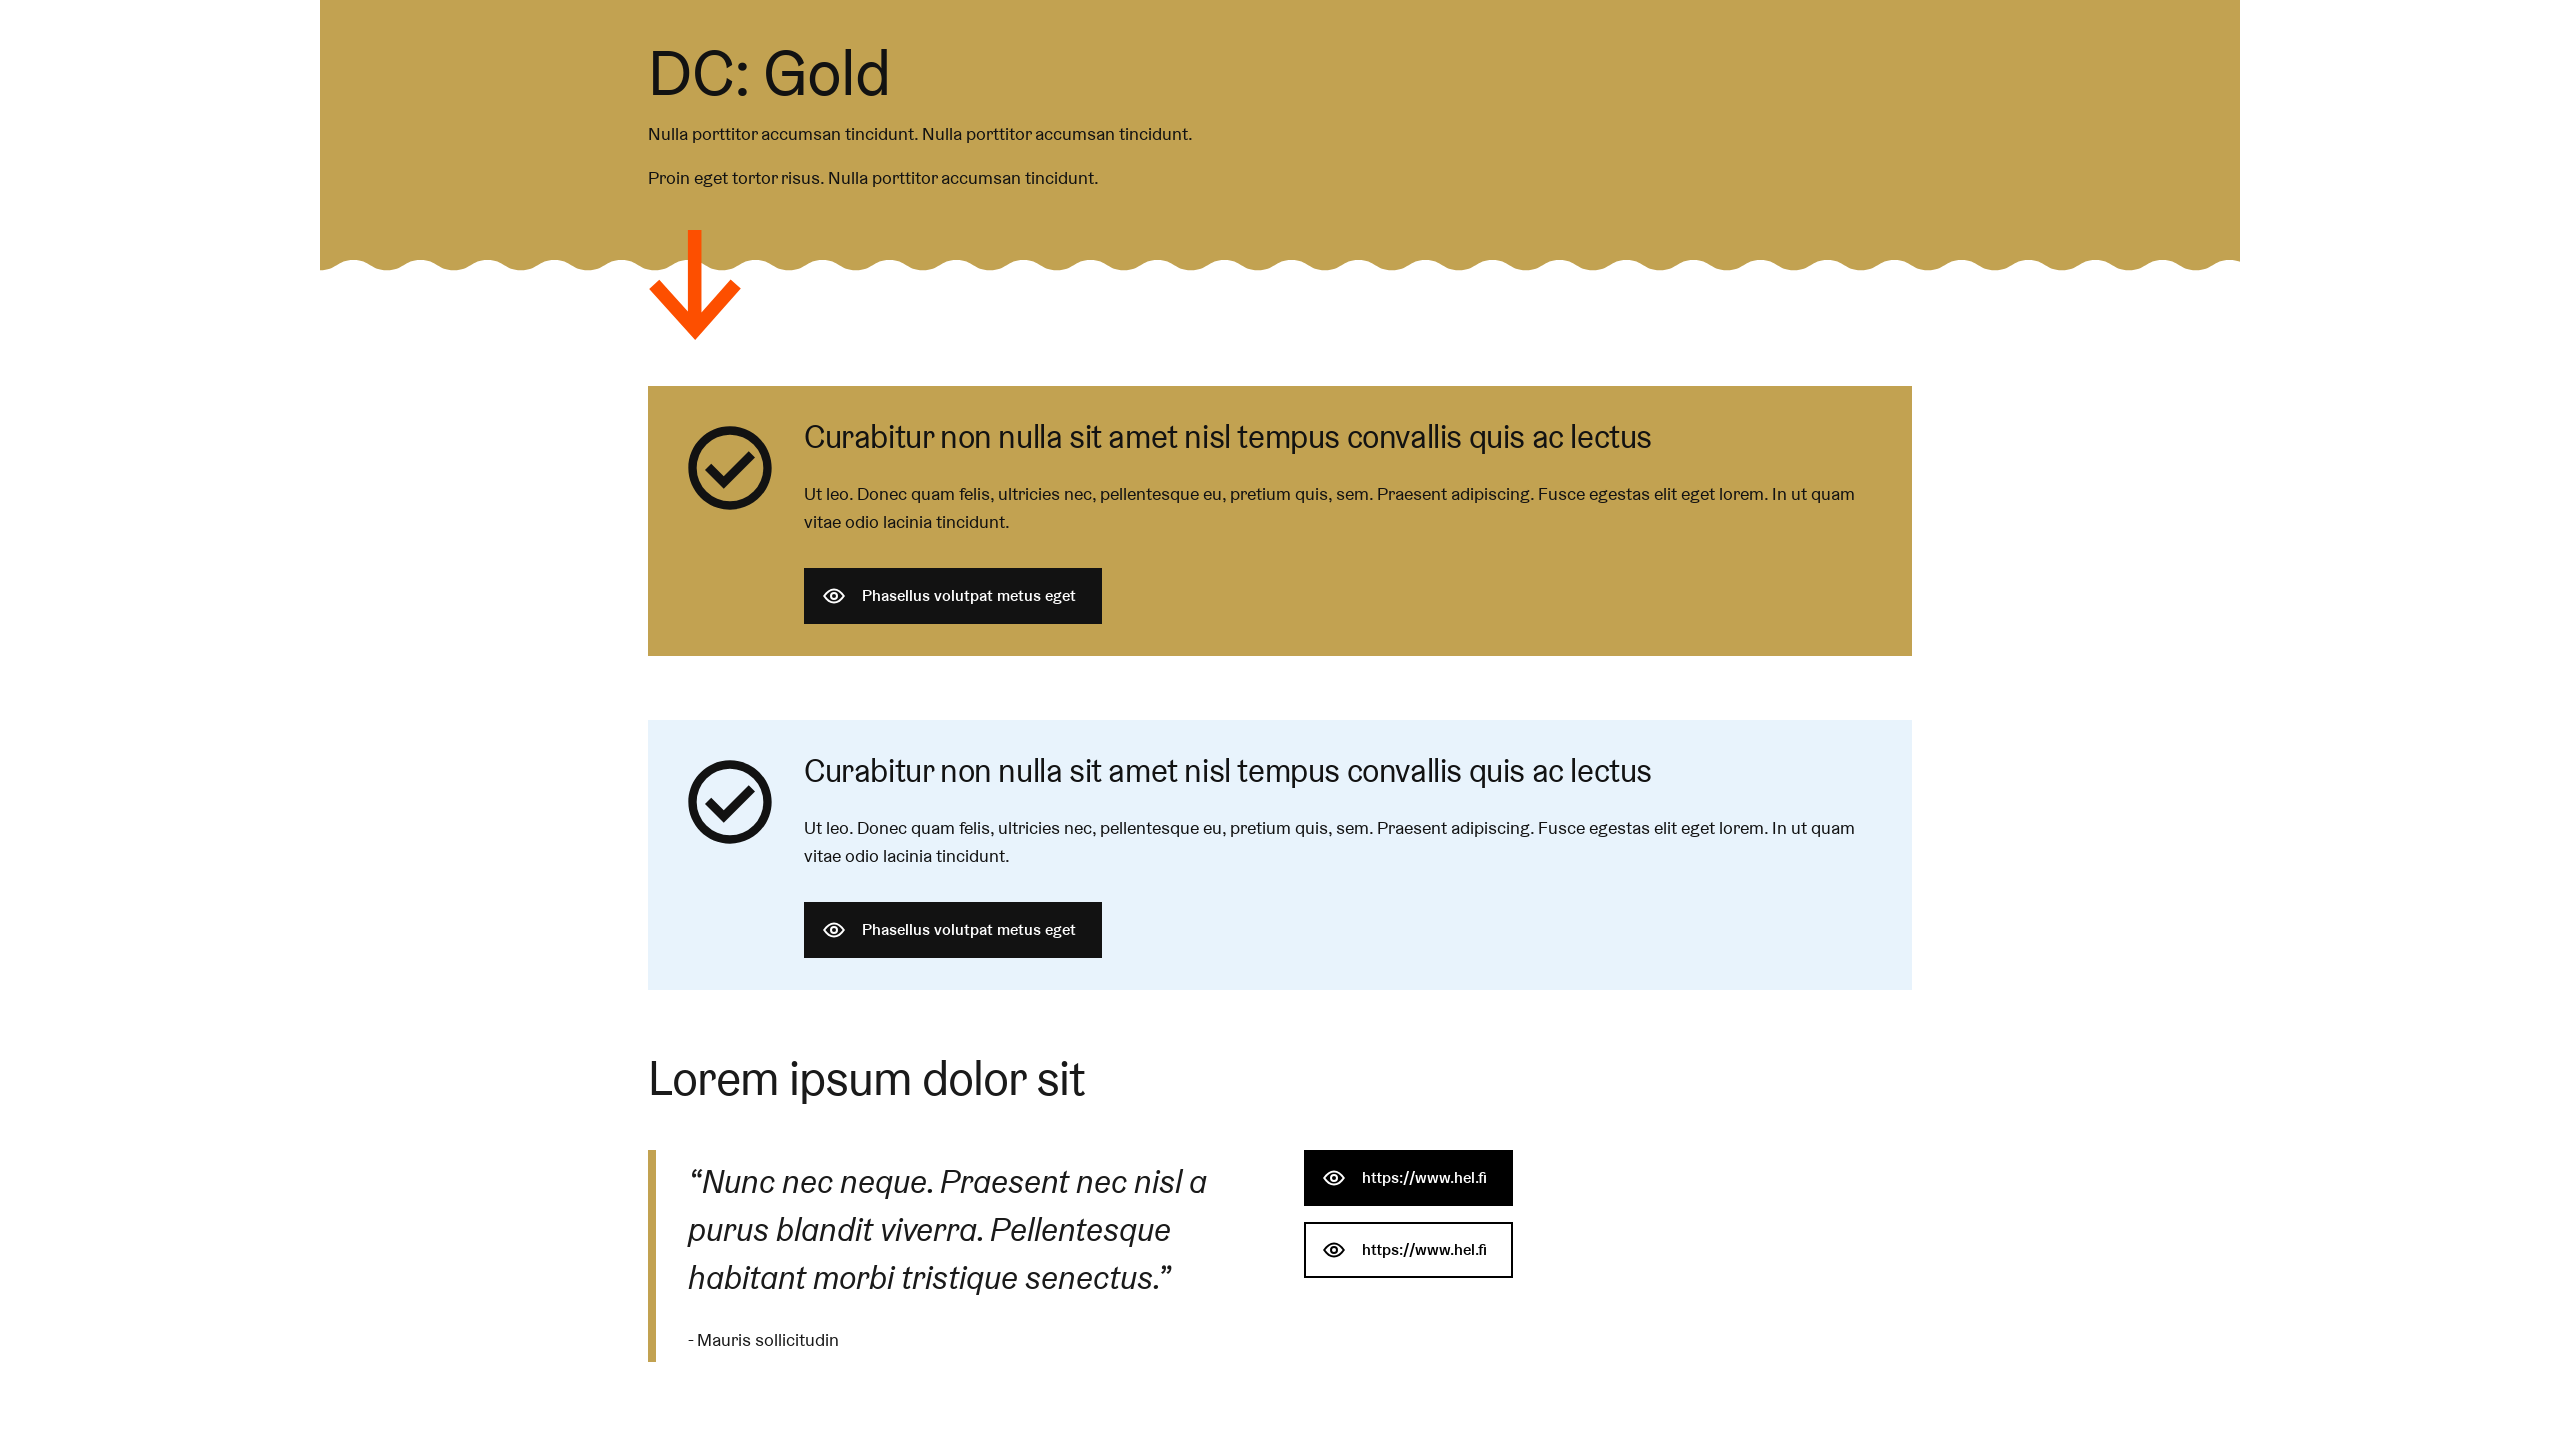 DC: Gold
Nulla porttitor accumsan tincidunt. Nulla porttitor accumsan tincidunt.
Proin eget tortor risus. Nulla porttitor accumsan tincidunt.
Curabitur non nulla sit amet nisl tempus convallis quis ac lectus
Ut leo. Donec quam felis, ultricies nec, pellentesque eu, pretium quis, sem. Praesent adipiscing. Fusce egestas elit eget lorem. In ut quam
vitae odio lacinia tincidunt.
Phasellus volutpat metus eget
Curabitur non nulla sit amet nisl tempus convallis quis ac lectus
Ut leo. Donec quam felis, ultricies nec, pellentesque eu, pretium quis, sem. Praesent adipiscing. Fusce egestas elit eget lorem. In ut quam
vitae odio lacinia tincidunt.
Phasellus volutpat metus eget
Lorem ipsum dolor sit
“Nunc nec neque. Praesent nec nisl a
purus blandit viverra. Pellentesque
habitant morbi tristique senectus.”
- Mauris sollicitudin
https://www.hel.fi
https://www.hel.fi